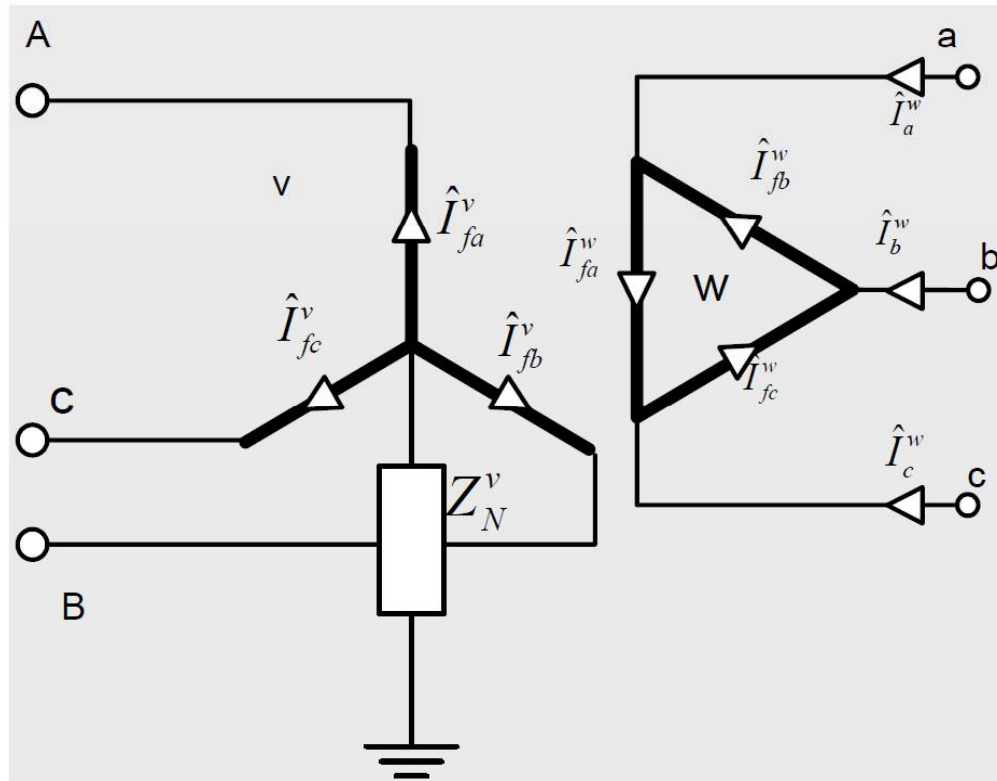 A
a
Î_a^w
v
Î_fa^v
Î_fb^w
Î_fa^w
W
Î_b^w
b
Î_fc^v
Î_fb^v
Î_fc^w
C
Î_c^w
c
Z_N^v
B